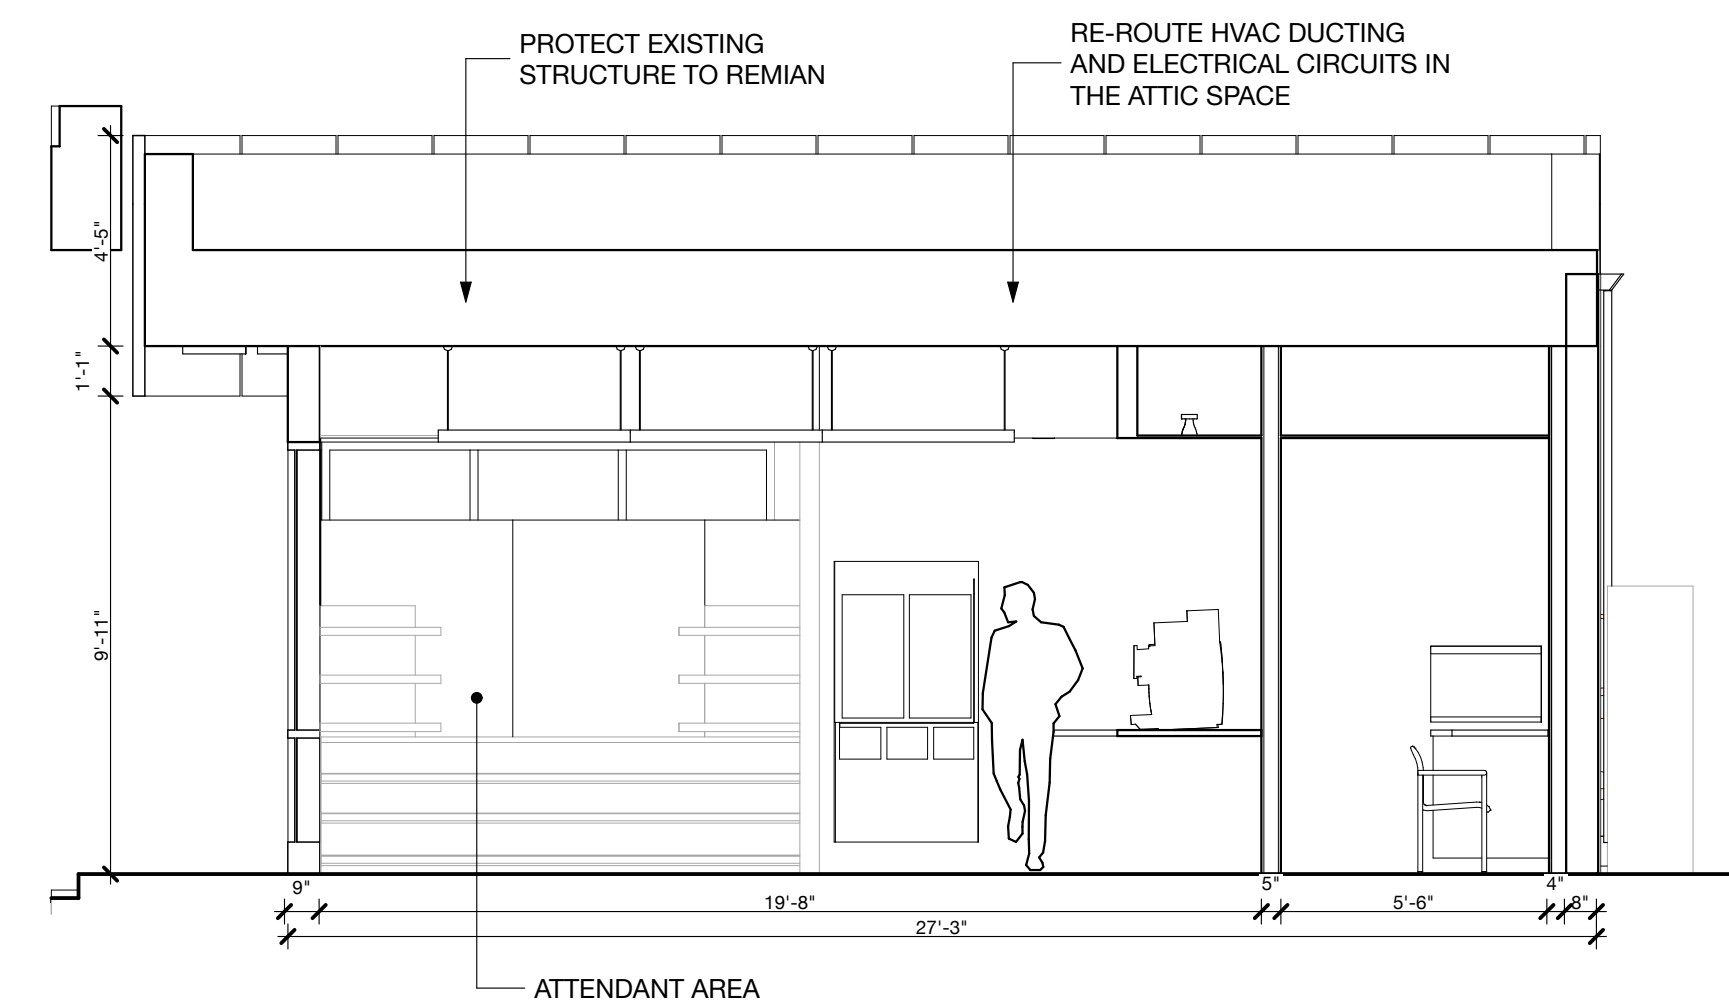 PROTECT EXISTING
STRUCTURE TO REMIAN
RE-ROUTE HVAC DUCTING
AND ELECTRICAL CIRCUITS IN
THE ATTIC SPACE
4'-5"
1'-1"
9'-11"
9"
5"
4"
19'-8"
5'-6"
8"
27'-3"
ATTENDANT AREA